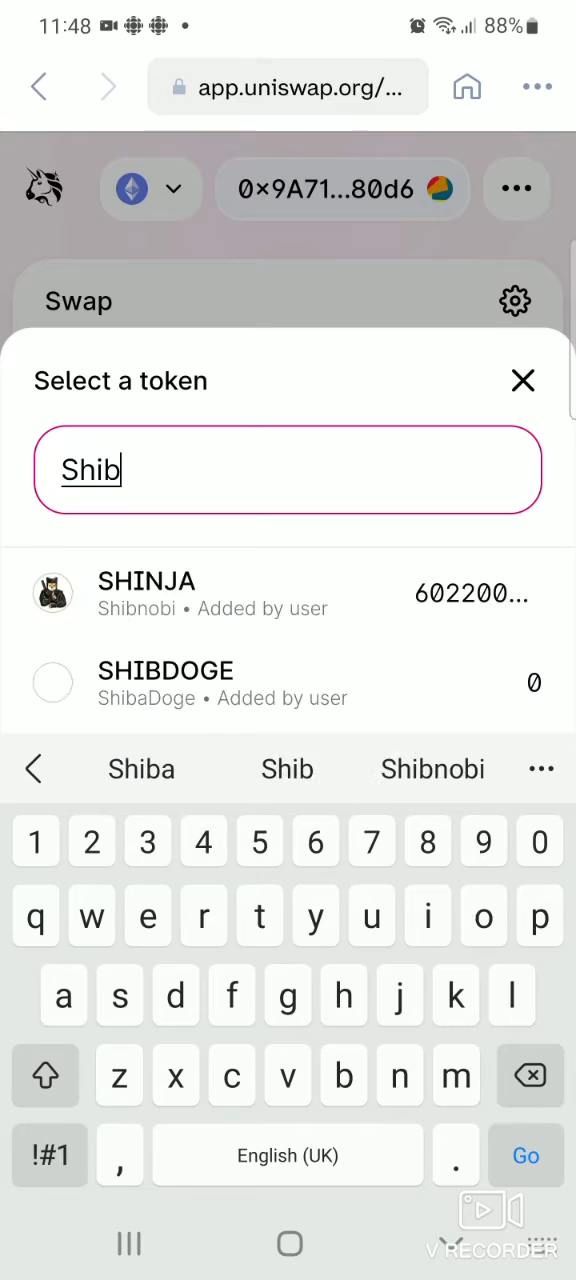 11:48 88%
app.uniswap.org/...
0×9A71...80d6
Swap
Select a token
Shib
SHINJA
Shibnobi • Added by user
602200...
SHIBDOGE
ShibaDoge • Added by user
0
Shiba Shib Shibnobi
1 2 3 4 5 6 7 8 9 0
q w e r t y u i o p
a s d f g h j k l
z x c v b n m
!#1 , English (UK) . Go
V RECORDER